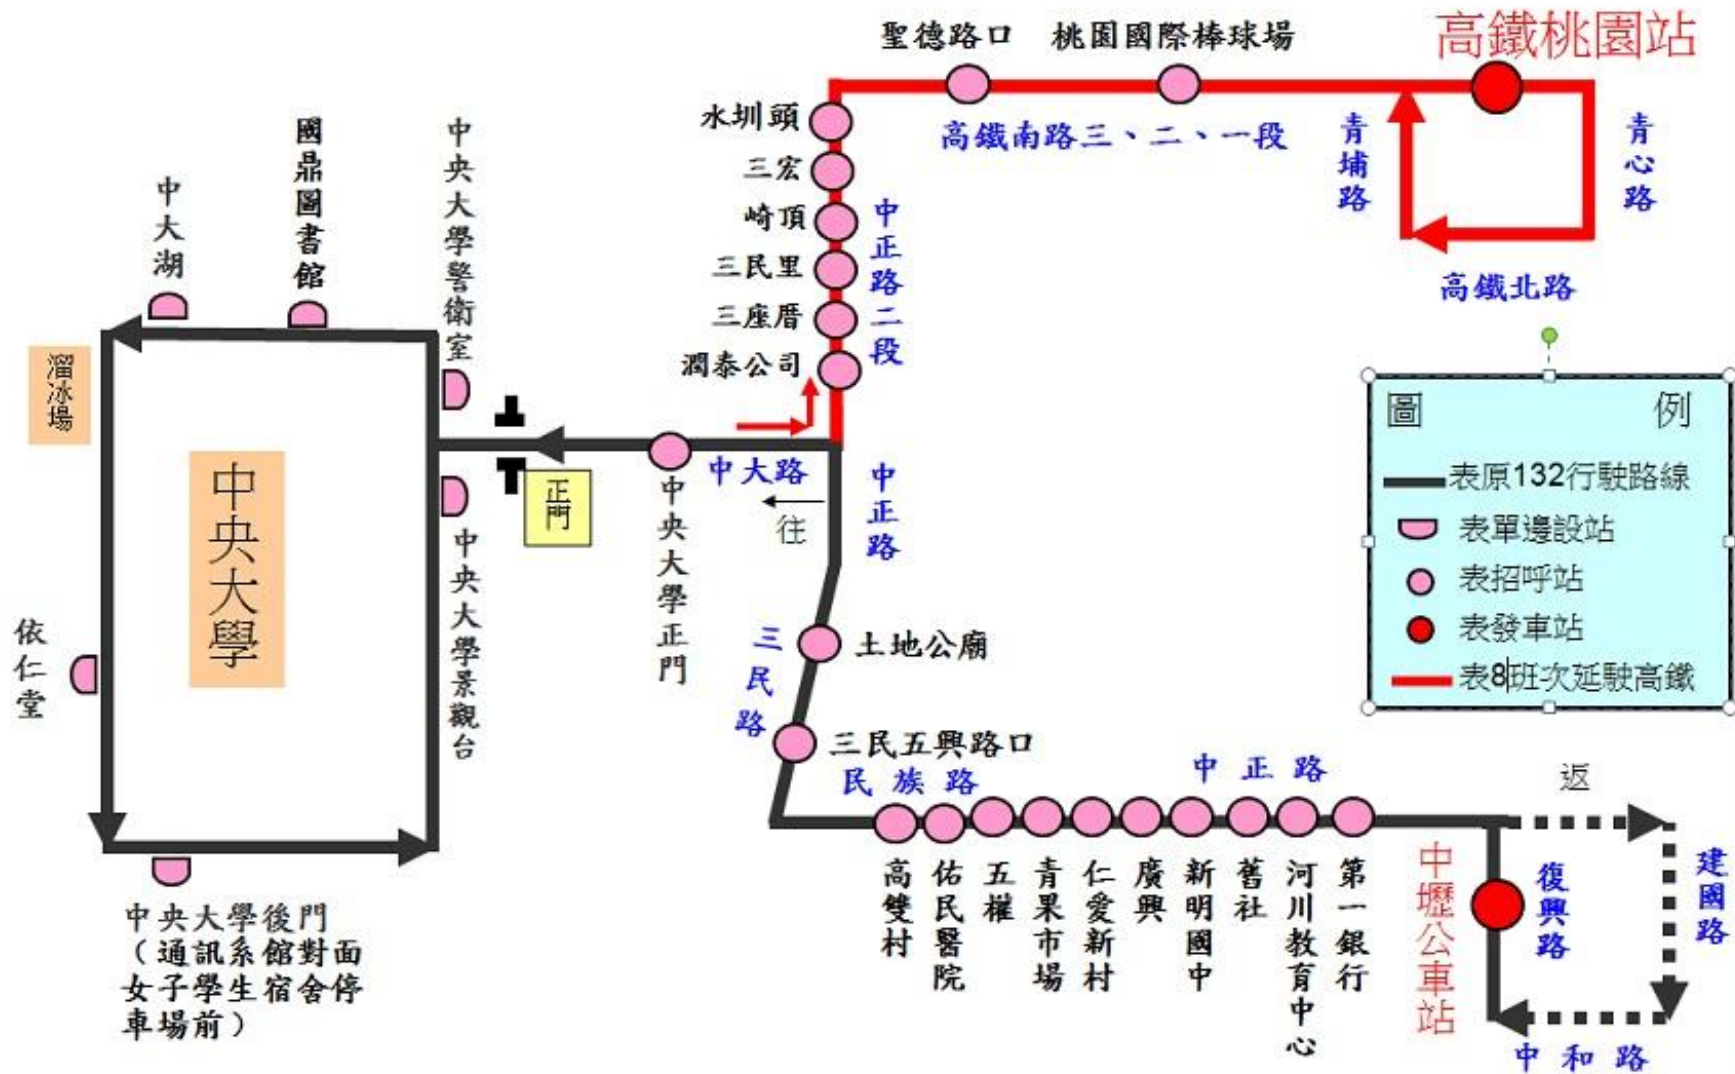 聖德路口
桃園國際棒球場
高鐵桃園站
水圳頭
三宏
崎頂
三民里
三座厝
潤泰公司
中正路二段
高鐵南路三、二、一段
青埔路
青心路
高鐵北路
中大湖
國鼎圖書館
中央大學警衛室
溜冰場
中央大學
正門
中大路
往
中央大學正門
中正路
中央大學景觀台
依仁堂
中央大學後門
（通訊系館對面
女子學生宿舍停
車場前）
三民路
土地公廟
三民五興路口
民族路
中正路
高雙村
佑民醫院
五權
青果市場
仁愛新村
廣興
新明國中
舊社
河川教育中心
第一銀行
中壢公車站
復興路
返
建國路
中和路
圖 例
表原132行駛路線
表單邊設站
表招呼站
表發車站
表8班次延駛高鐵